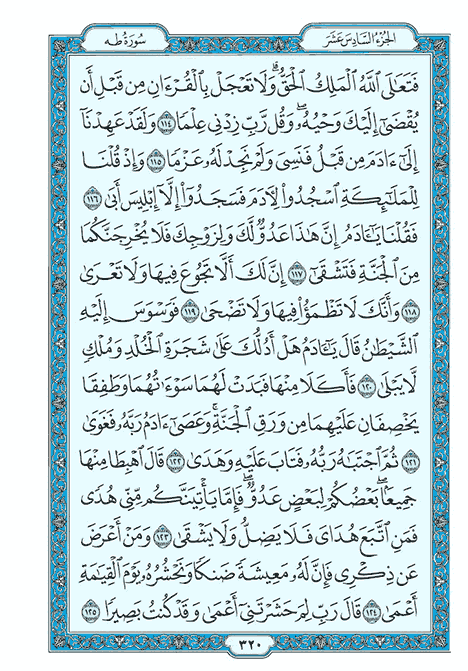 الجزء السادس عشر
سورة طه
فَتَعَٰلَى ٱللَّهُ ٱلْمَلِكُ ٱلْحَقُّ ۗ وَلَا تَعْجَلْ بِٱلْقُرْءَانِ مِن قَبْلِ أَن
يُقْضَىٰٓ إِلَيْكَ وَحْيُهُۥ ۖ وَقُل رَّبِّ زِدْنِى عِلْمًا ١١٤ وَلَقَدْ عَهِدْنَآ
إِلَىٰٓ ءَادَمَ مِن قَبْلُ فَنَسِىَ وَلَمْ نَجِدْ لَهُۥ عَزْمًا ١١٥ وَإِذْ قُلْنَا
لِلْمَلَٰٓئِكَةِ ٱسْجُدُوا۟ لِءَادَمَ فَسَجَدُوٓا۟ إِلَّآ إِبْلِيسَ أَبَىٰ ١١٦
فَقُلْنَا يَٰٓـَٔادَمُ إِنَّ هَٰذَا عَدُوٌّ لَّكَ وَلِزَوْجِكَ فَلَا يُخْرِجَنَّكُمَا
مِنَ ٱلْجَنَّةِ فَتَشْقَىٰٓ ١١٧ إِنَّ لَكَ أَلَّا تَجُوعَ فِيهَا وَلَا تَعْرَىٰ
١١٨ وَأَنَّكَ لَا تَظْمَؤُا۟ فِيهَا وَلَا تَضْحَىٰ ١١٩ فَوَسْوَسَ إِلَيْهِ
ٱلشَّيْطَٰنُ قَالَ يَٰٓـَٔادَمُ هَلْ أَدُلُّكَ عَلَىٰ شَجَرَةِ ٱلْخُلْدِ وَمُلْكٍ
لَّا يَبْلَىٰ ١٢٠ فَأَكَلَا مِنْهَا فَبَدَتْ لَهُمَا سَوْءَٰتُهُمَا وَطَفِقَا
يَخْصِفَانِ عَلَيْهِمَا مِن وَرَقِ ٱلْجَنَّةِ ۚ وَعَصَىٰٓ ءَادَمُ رَبَّهُۥ فَغَوَىٰ
١٢١ ثُمَّ ٱجْتَبَٰهُ رَبُّهُۥ فَتَابَ عَلَيْهِ وَهَدَىٰ ١٢٢ قَالَ ٱهْبِطَا مِنْهَا
جَمِيعًۢا ۖ بَعْضُكُمْ لِبَعْضٍ عَدُوٌّ ۖ فَإِمَّا يَأْتِيَنَّكُم مِّنِّى هُدًى
فَمَنِ ٱتَّبَعَ هُدَاىَ فَلَا يَضِلُّ وَلَا يَشْقَىٰ ١٢٣ وَمَنْ أَعْرَضَ
عَن ذِكْرِى فَإِنَّ لَهُۥ مَعِيشَةً ضَنكًا وَنَحْشُرُهُۥ يَوْمَ ٱلْقِيَٰمَةِ
أَعْمَىٰ ١٢٤ قَالَ رَبِّ لِمَ حَشَرْتَنِىٓ أَعْمَىٰ وَقَدْ كُنتُ بَصِيرًا ١٢٥
٣٢٠